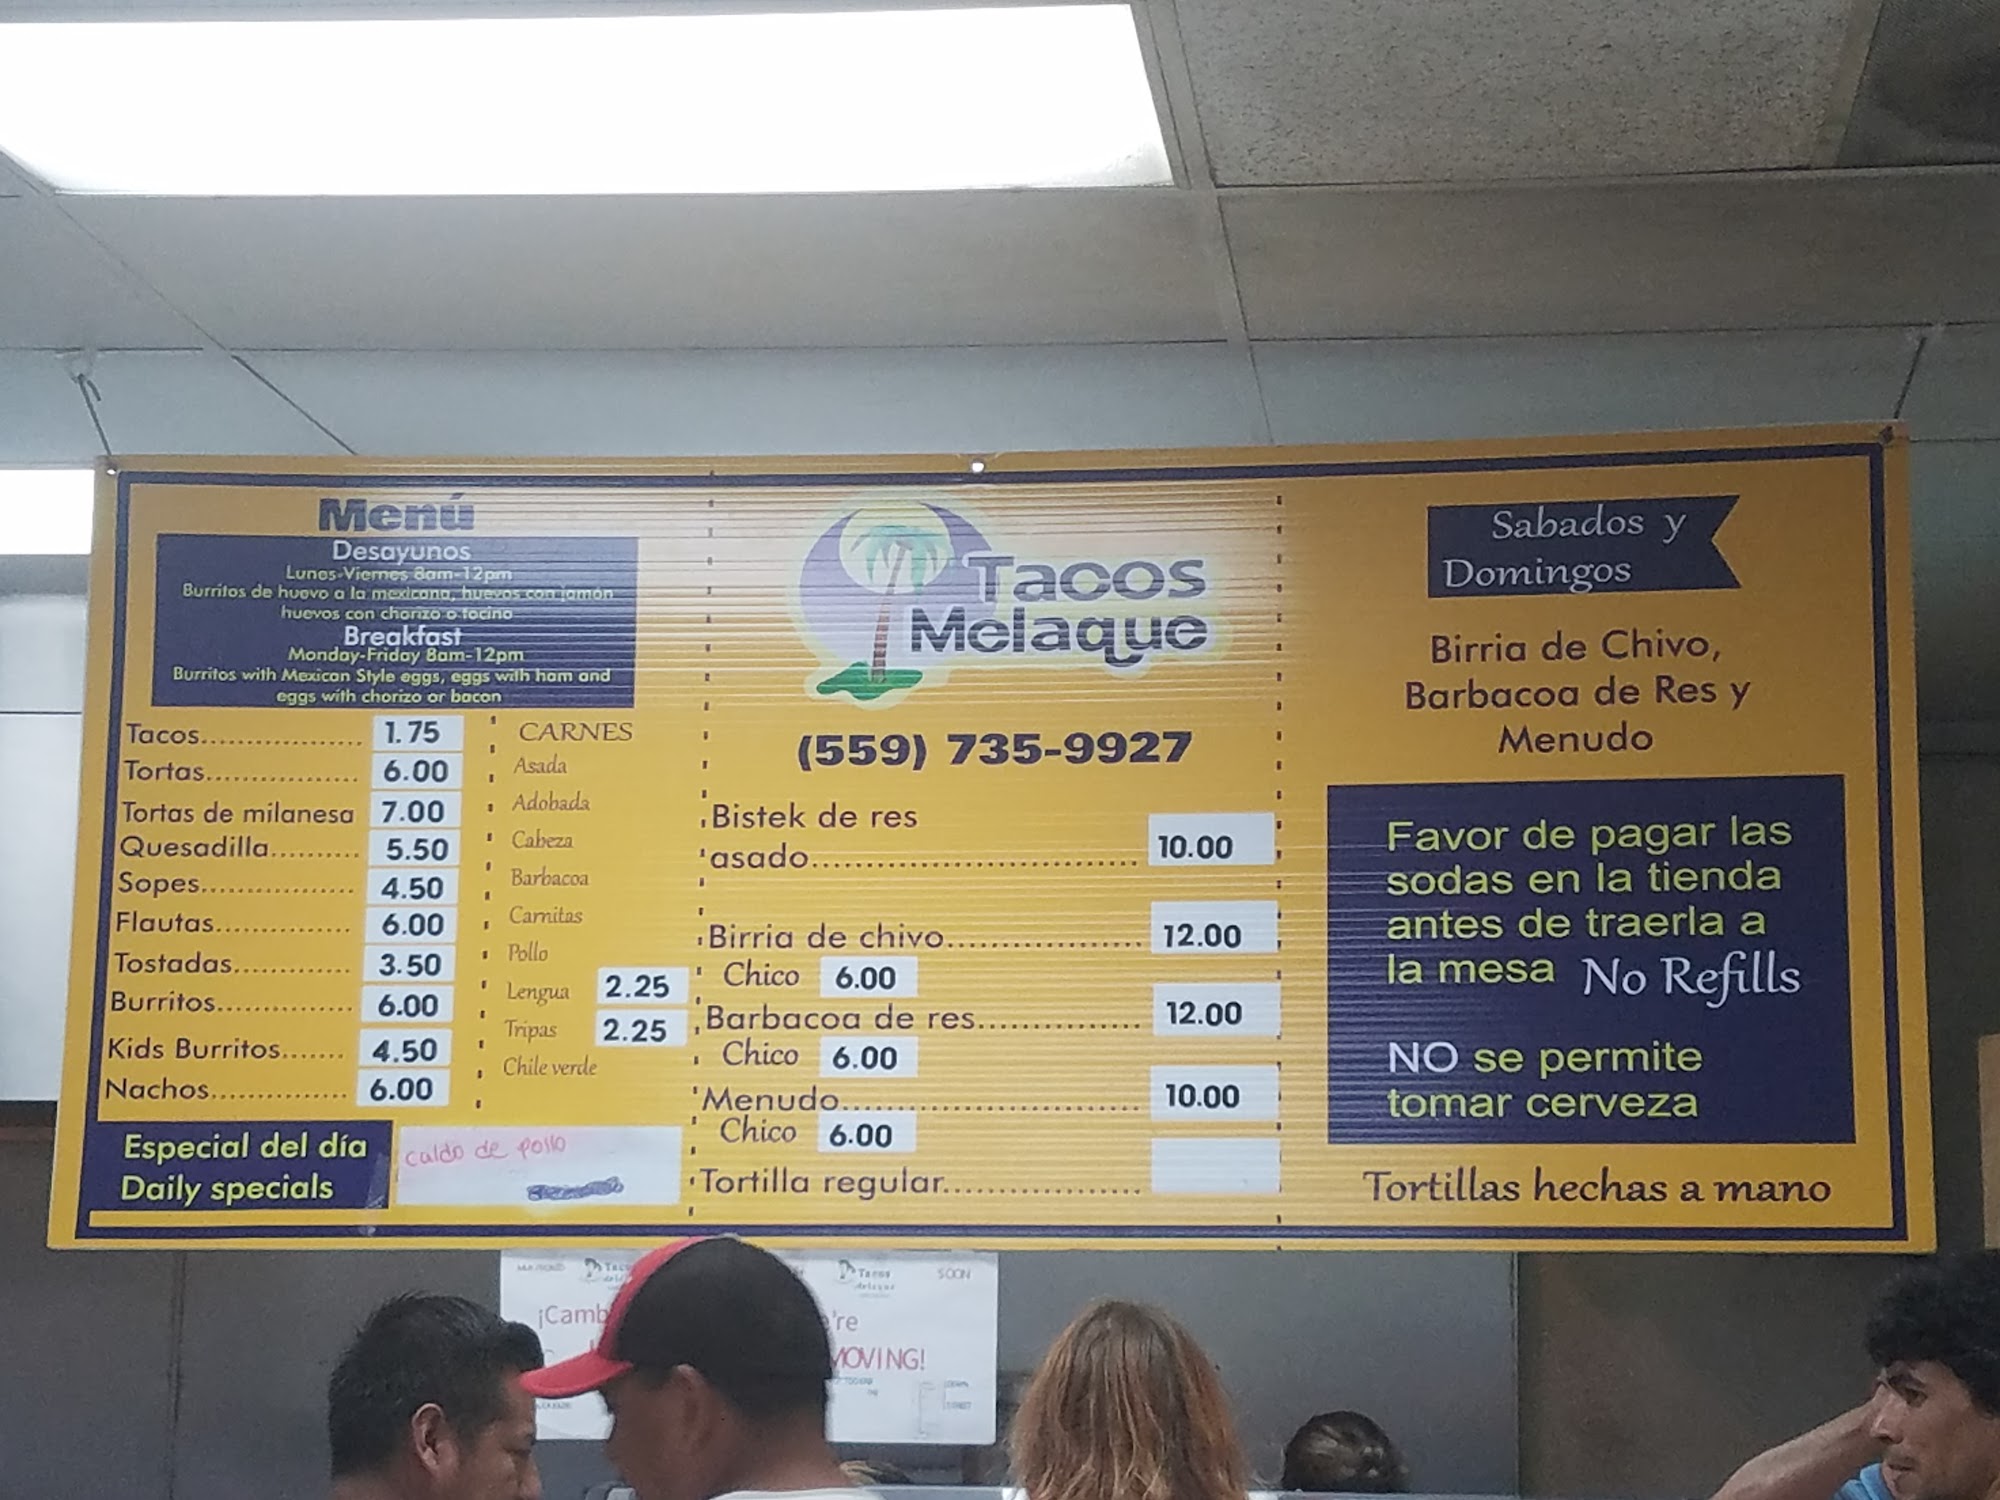 Menú
Desayunos
Lunes-Viernes 8am-12pm
Burritos de huevo a la mexicana, huevos con jamón
huevos con chorizo o tocino
Breakfast
Monday-Friday 8am-12pm
Burritos with Mexican Style eggs, eggs with ham and
eggs with chorizo or bacon
Tacos.................. 1.75
Tortas................. 6.00
Tortas de milanesa 7.00
Quesadilla.......... 5.50
Sopes................. 4.50
Flautas............... 6.00
Tostadas............. 3.50
Burritos............... 6.00
Kids Burritos....... 4.50
Nachos............... 6.00
CARNES
Asada
Adobada
Cabeza
Barbacoa
Carnitas
Pollo
Lengua 2.25
Tripas 2.25
Chile verde
Especial del día
Daily specials
caldo de pollo
Tacos
Melaque
(559) 735-9927
Bistek de res
asado................................ 10.00
Birria de chivo................... 12.00
Chico 6.00
Barbacoa de res............... 12.00
Chico 6.00
Menudo............................. 10.00
Chico 6.00
Tortilla regular...................
Sabados y
Domingos
Birria de Chivo,
Barbacoa de Res y
Menudo
Favor de pagar las
sodas en la tienda
antes de traerla a
la mesa No Refills
NO se permite
tomar cerveza
Tortillas hechas a mano
Tacos
SOON
MOVING!